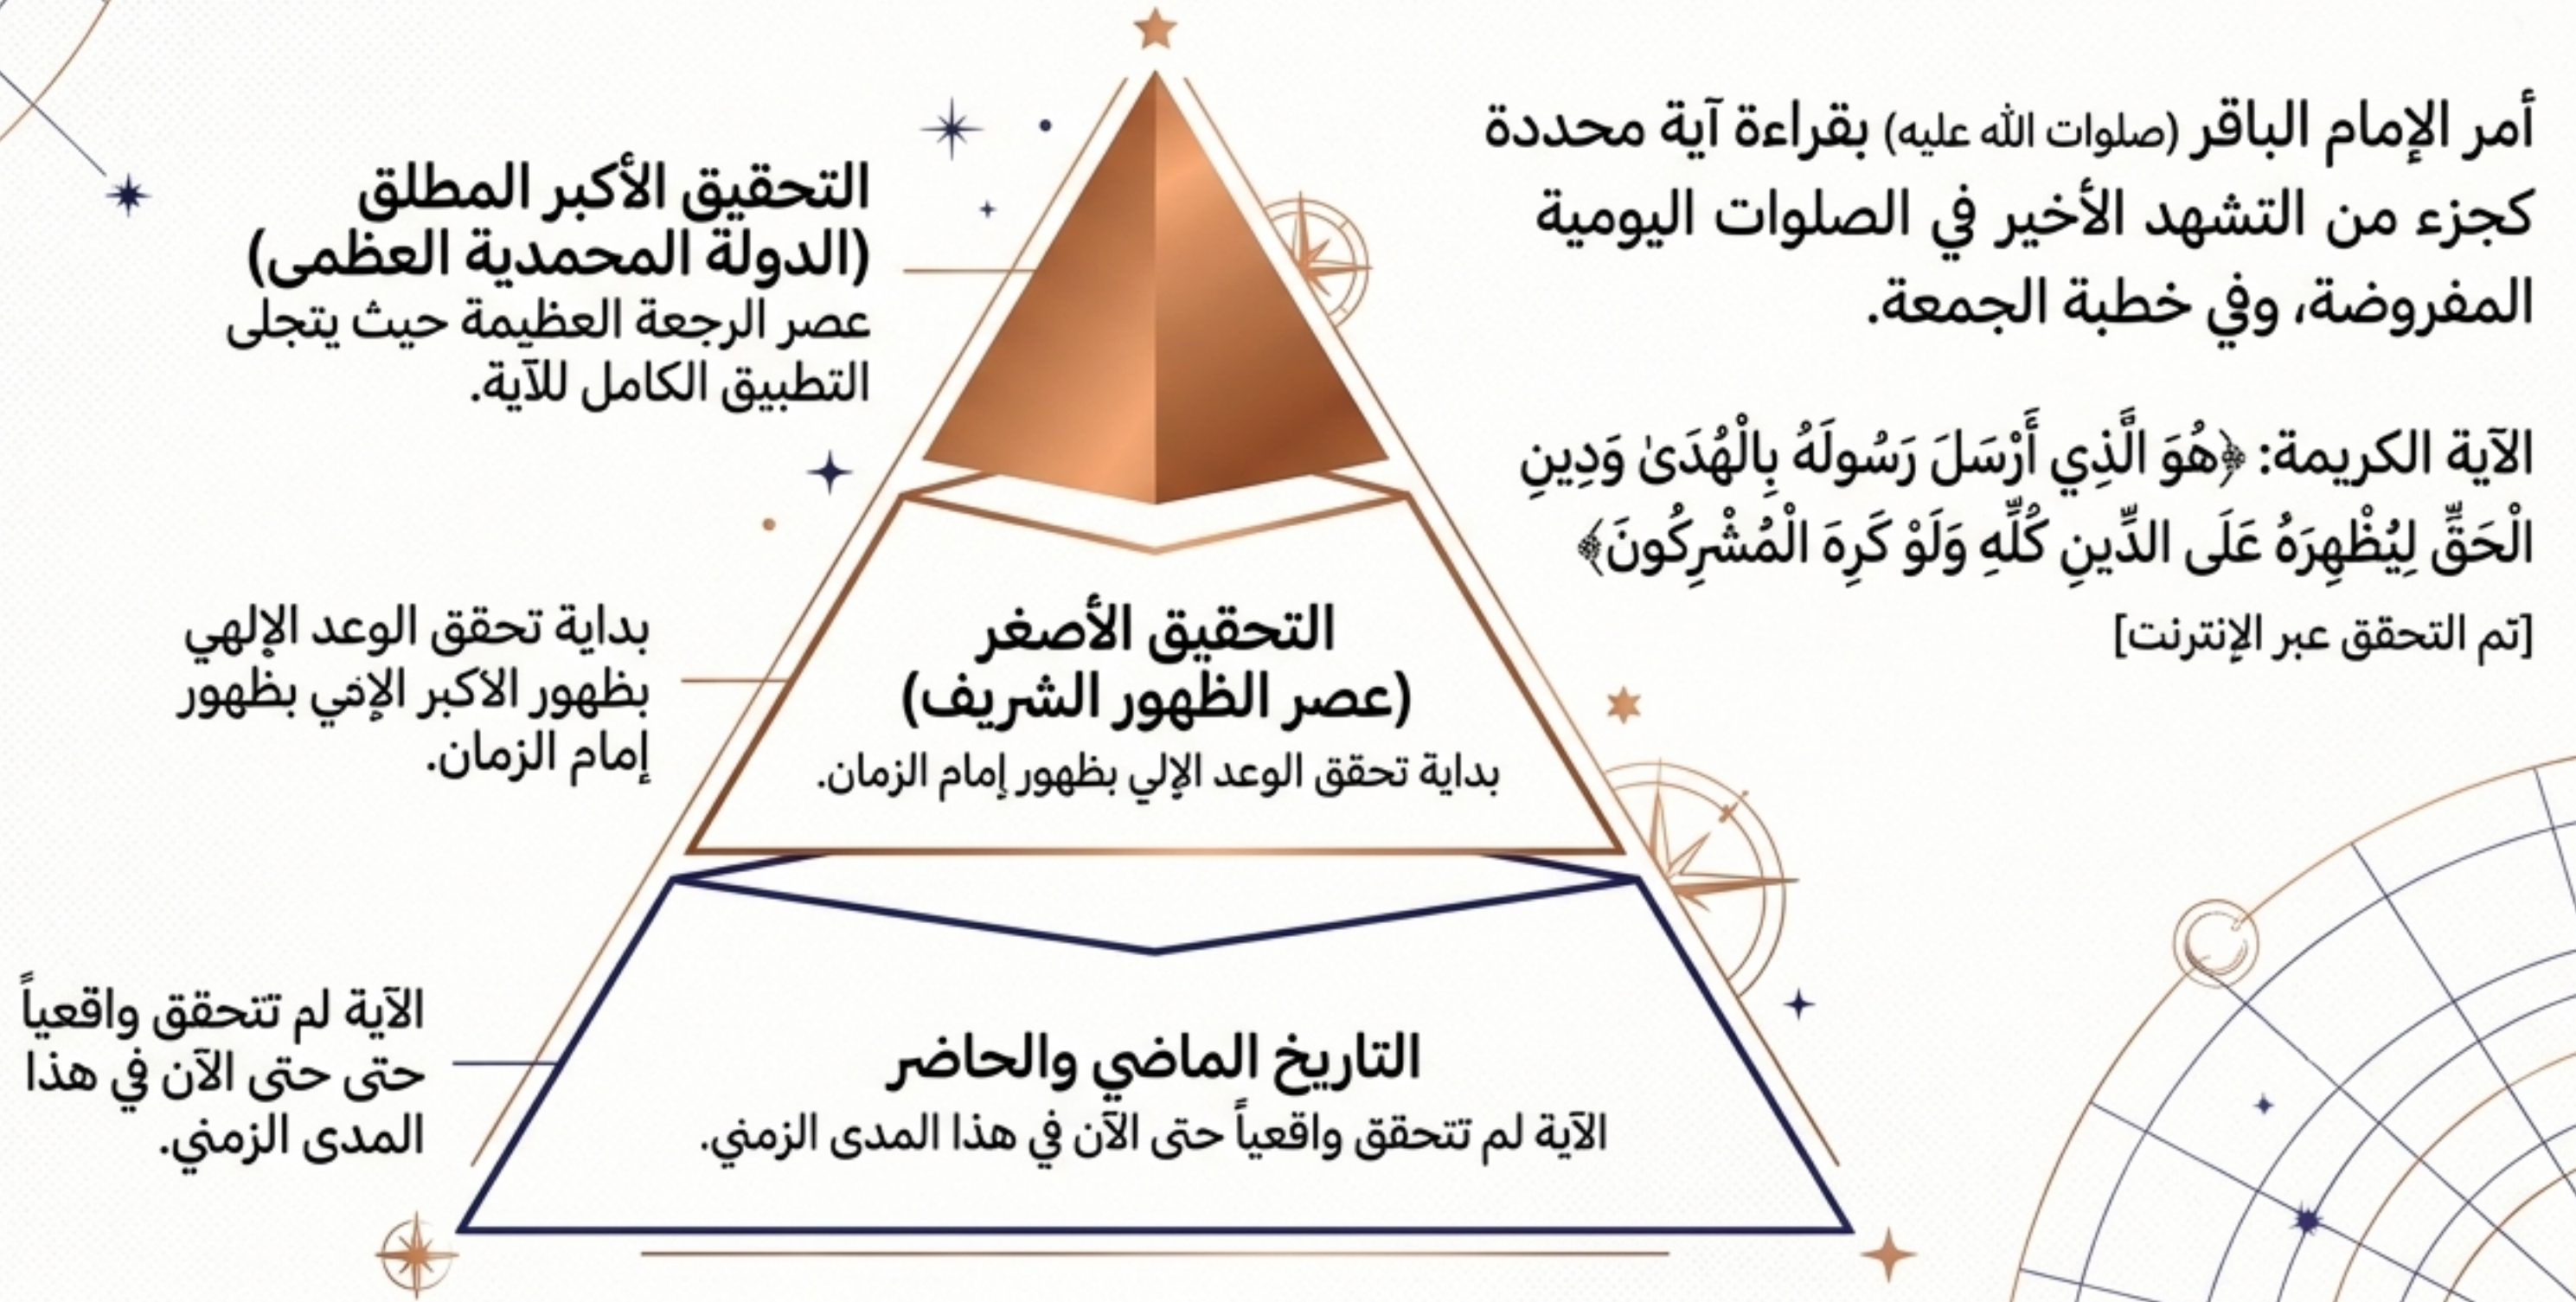 أمر الإمام الباقر (صلوات الله عليه) بقراءة آية محددة
كجزء من التشهد الأخير في الصلوات اليومية
المفروضة، وفي خطبة الجمعة.
الآية الكريمة: ﴿هُوَ الَّذِي أَرْسَلَ رَسُولَهُ بِالْهُدَىٰ وَدِينِ
الْحَقِّ لِيُظْهِرَهُ عَلَى الدِّينِ كُلِّهِ وَلَوْ كَرِهَ الْمُشْرِكُونَ﴾
[تم التحقق عبر الإنترنت]
التحقيق الأكبر المطلق
(الدولة المحمدية العظمى)
عصر الرجعة العظيمة حيث يتجلى
التطبيق الكامل للآية.
التحقيق الأصغر
(عصر الظهور الشريف)
بداية تحقق الوعد الإلي بظهور إمام الزمان.
بداية تحقق الوعد الإلهي
بظهور الاكبر بظهور
إمام الزمان.
التاريخ الماضي والحاضر
الآية لم تتحقق واقعياً حتى الآن في هذا المدى الزمني.
الآية لم تتحقق واقعياً
حتى حتى الآن في هذا
المدى الزمني.